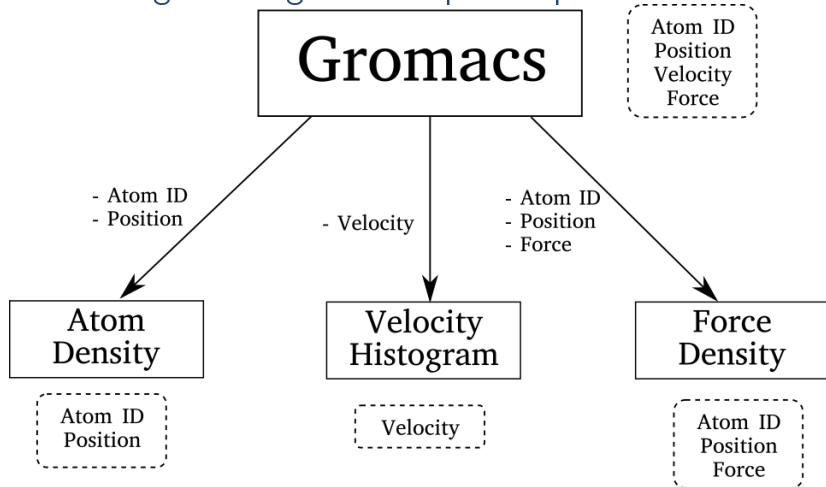 Gromacs
Atom ID
Position
Velocity
Force
- Atom ID
- Position
- Velocity
- Atom ID
- Position
- Force
Atom
Density
Velocity
Histogram
Force
Density
Atom ID
Position
Velocity
Atom ID
Position
Force